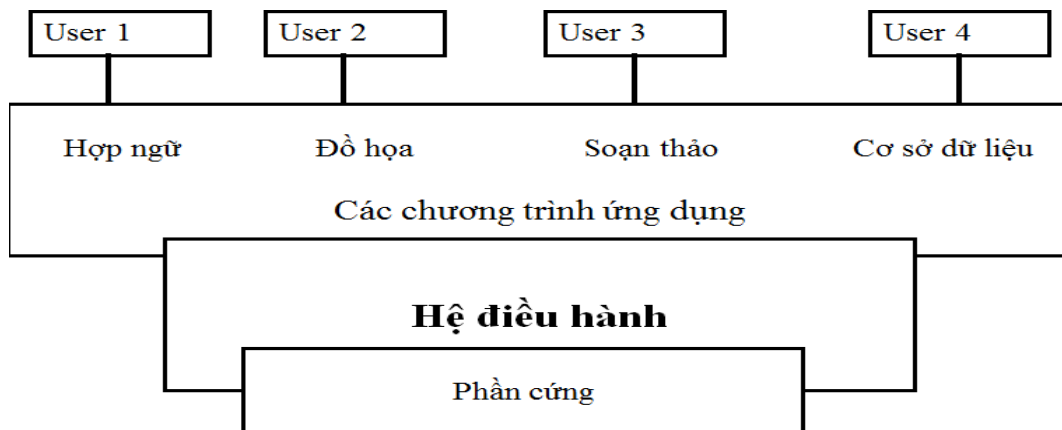 User 1 User 2 User 3 User 4
Hợp ngữ Đồ họa Soạn thảo Cơ sở dữ liệu
Các chương trình ứng dụng
Hệ điều hành
Phần cứng